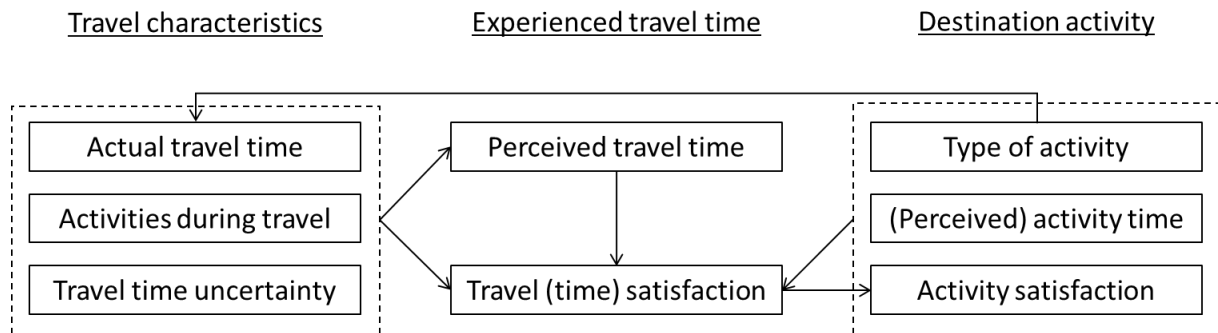 Travel characteristics
Experienced travel time
Destination activity
Actual travel time
Perceived travel time
Type of activity
Activities during travel
(Perceived) activity time
Travel time uncertainty
Travel (time) satisfaction
Activity satisfaction